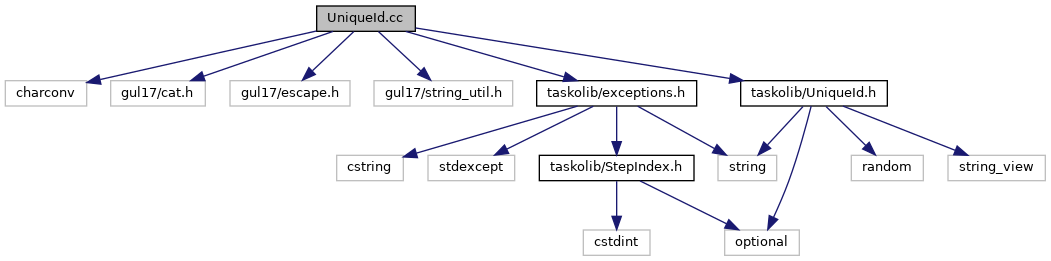 UniqueId.cc
charconv
gul17/cat.h
gul17/escape.h
gul17/string_util.h
taskolib/exceptions.h
taskolib/UniqueId.h
cstring
stdexcept
taskolib/StepIndex.h
string
random
string_view
cstdint
optional